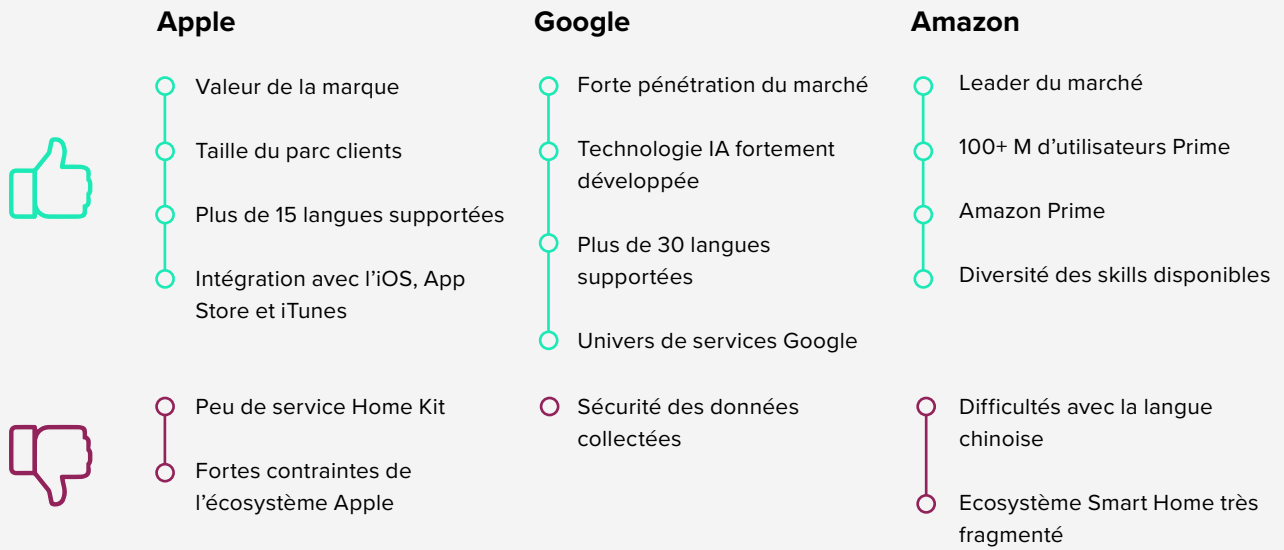 Apple
Valeur de la marque
Taille du parc clients
Plus de 15 langues supportées
Intégration avec l’iOS, App
Store et iTunes
Peu de service Home Kit
Fortes contraintes de
l’écosystème Apple
Google
Forte pénétration du marché
Technologie IA fortement
développée
Plus de 30 langues
supportées
Univers de services Google
Sécurité des données
collectées
Amazon
Leader du marché
100+ M d’utilisateurs Prime
Amazon Prime
Diversité des skills disponibles
Difficultés avec la langue
chinoise
Ecosystème Smart Home très
fragmenté